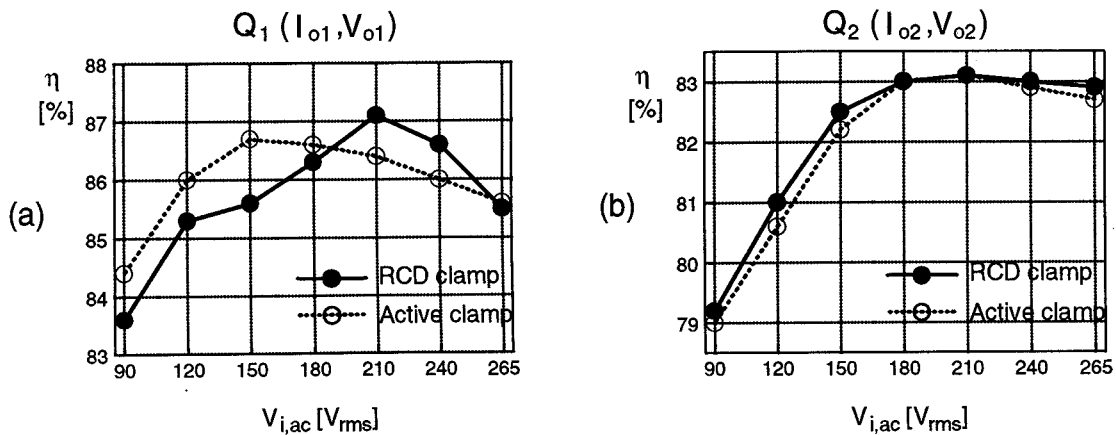 Q1 (Io1,Vo1)
η
[%]
88
87
86
85
84
83
(a)
RCD clamp
Active clamp
90 120 150 180 210 240 265
Vi,ac [Vrms]
Q2 (Io2,Vo2)
η
[%]
83
82
81
80
79
(b)
RCD clamp
Active clamp
90 120 150 180 210 240 265
Vi,ac [Vrms]